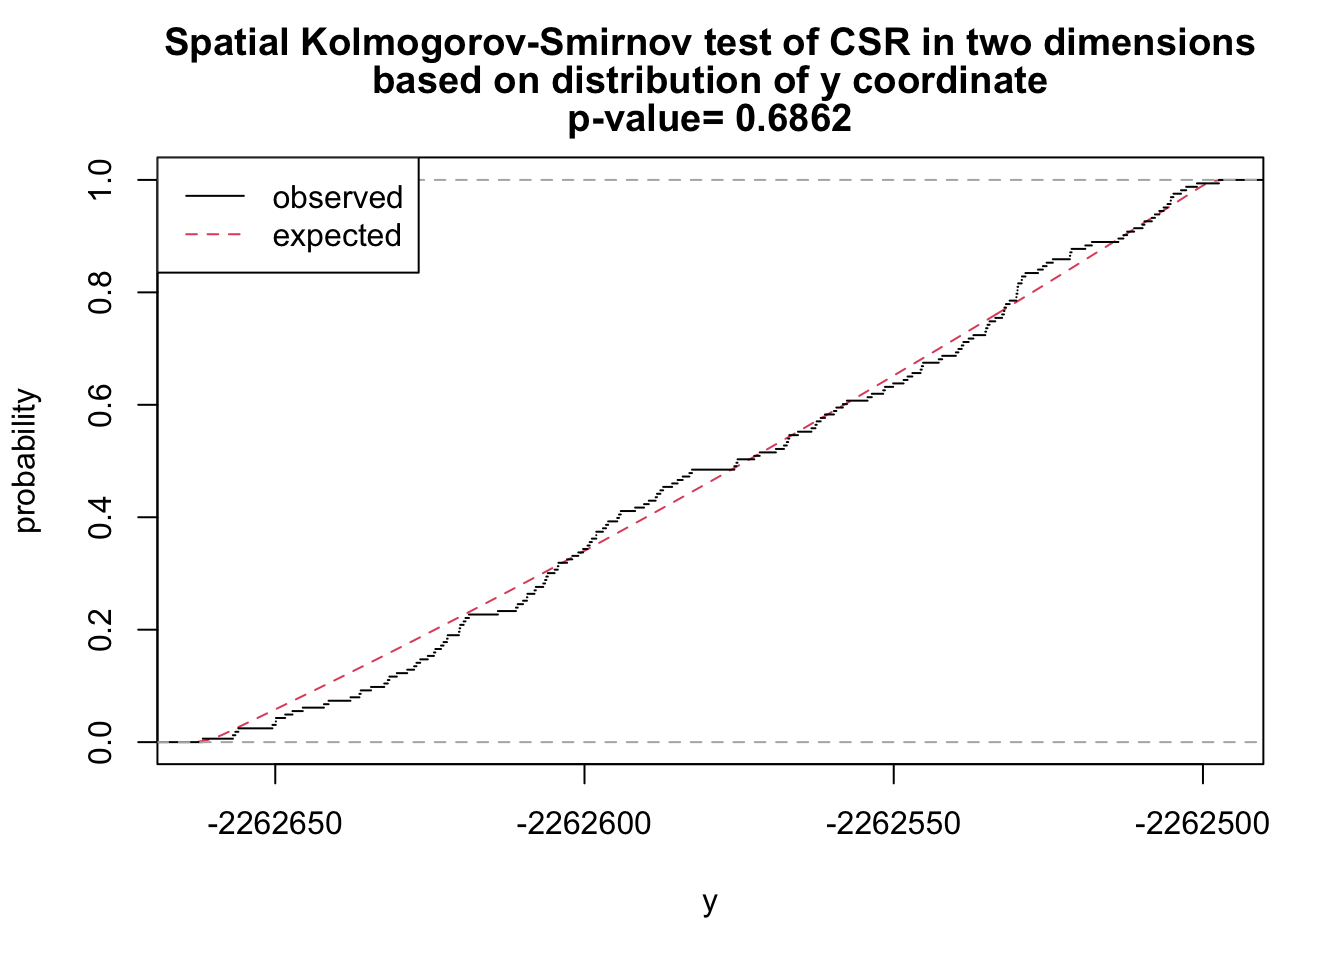 Spatial Kolmogorov-Smirnov test of CSR in two dimensions
based on distribution of y coordinate
p-value= 0.6862
observed
expected
probability
1.0
0.8
0.6
0.4
0.2
0.0
-2262650
-2262600
-2262550
-2262500
y